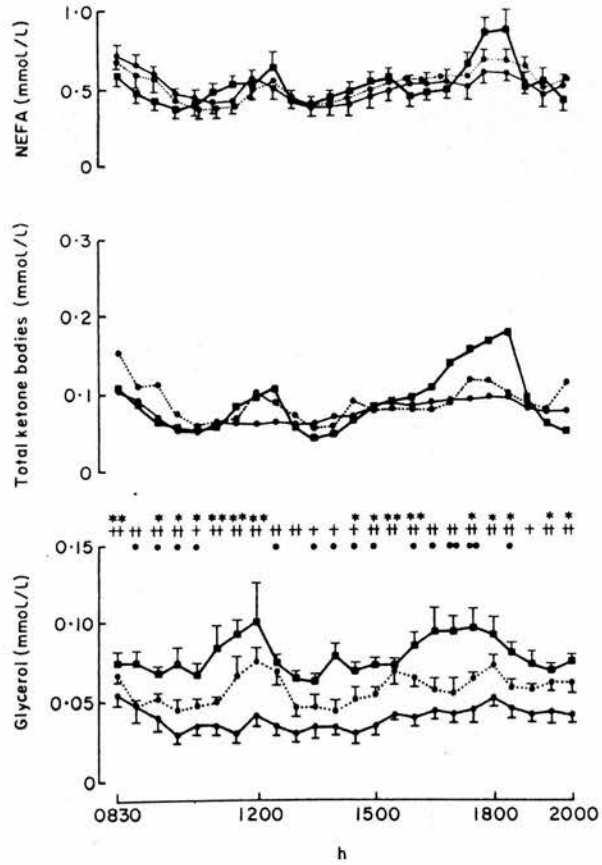 NEFA (mmol/L)
1·0
0·5
0
Total ketone bodies (mmol/L)
0·3
0·2
0·1
0
** * * * ** ** ** * ** ** * * * * * *
†† †† †† †† †† †† †† †† †† †† † † †† †† †† †† †† †† †† †† †† † †† ††
Glycerol (mmol/L)
0·15
0·10
0·05
0
0830 1200 1500 1800 2000
h